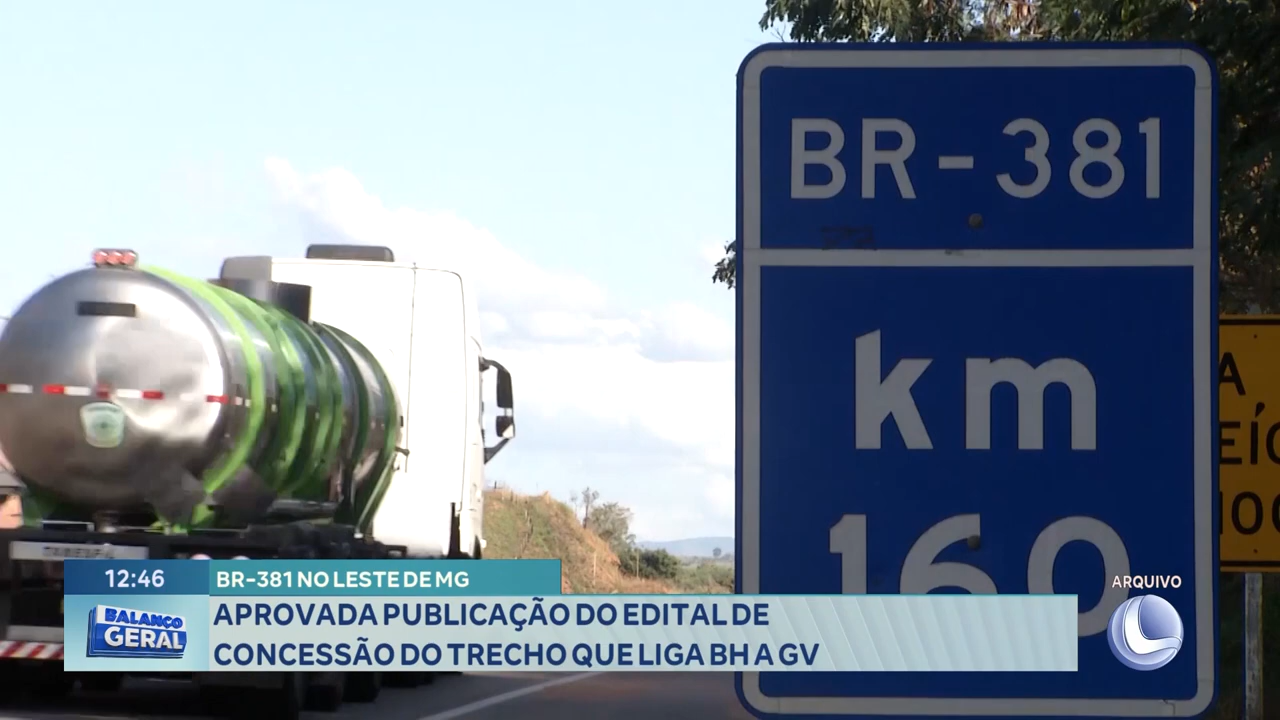 BR-381
km
160
A
EÍC
12:46
BR-381 NO LESTE DE MG
ARQUIVO
BALANÇO
GERAL
APROVADA PUBLICAÇÃO DO EDITAL DE
CONCESSÃO DO TRECHO QUE LIGA BH A GV